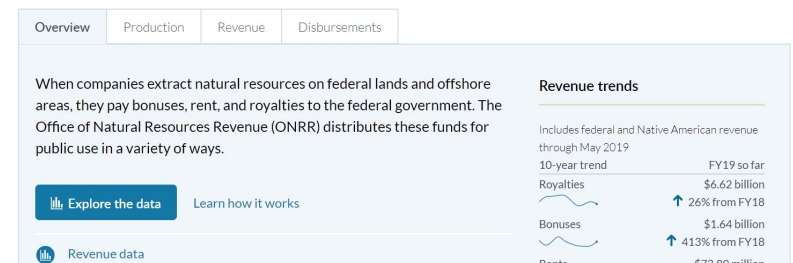 Overview Production Revenue Disbursements
When companies extract natural resources on federal lands and offshore
areas, they pay bonuses, rent, and royalties to the federal government. The
Office of Natural Resources Revenue (ONRR) distributes these funds for
public use in a variety of ways.
Explore the data Learn how it works
Revenue data
Revenue trends
Includes federal and Native American revenue
through May 2019
10-year trend FY19 so far
Royalties $6.62 billion
26% from FY18
Bonuses $1.64 billion
413% from FY18
Rents $73.80 million